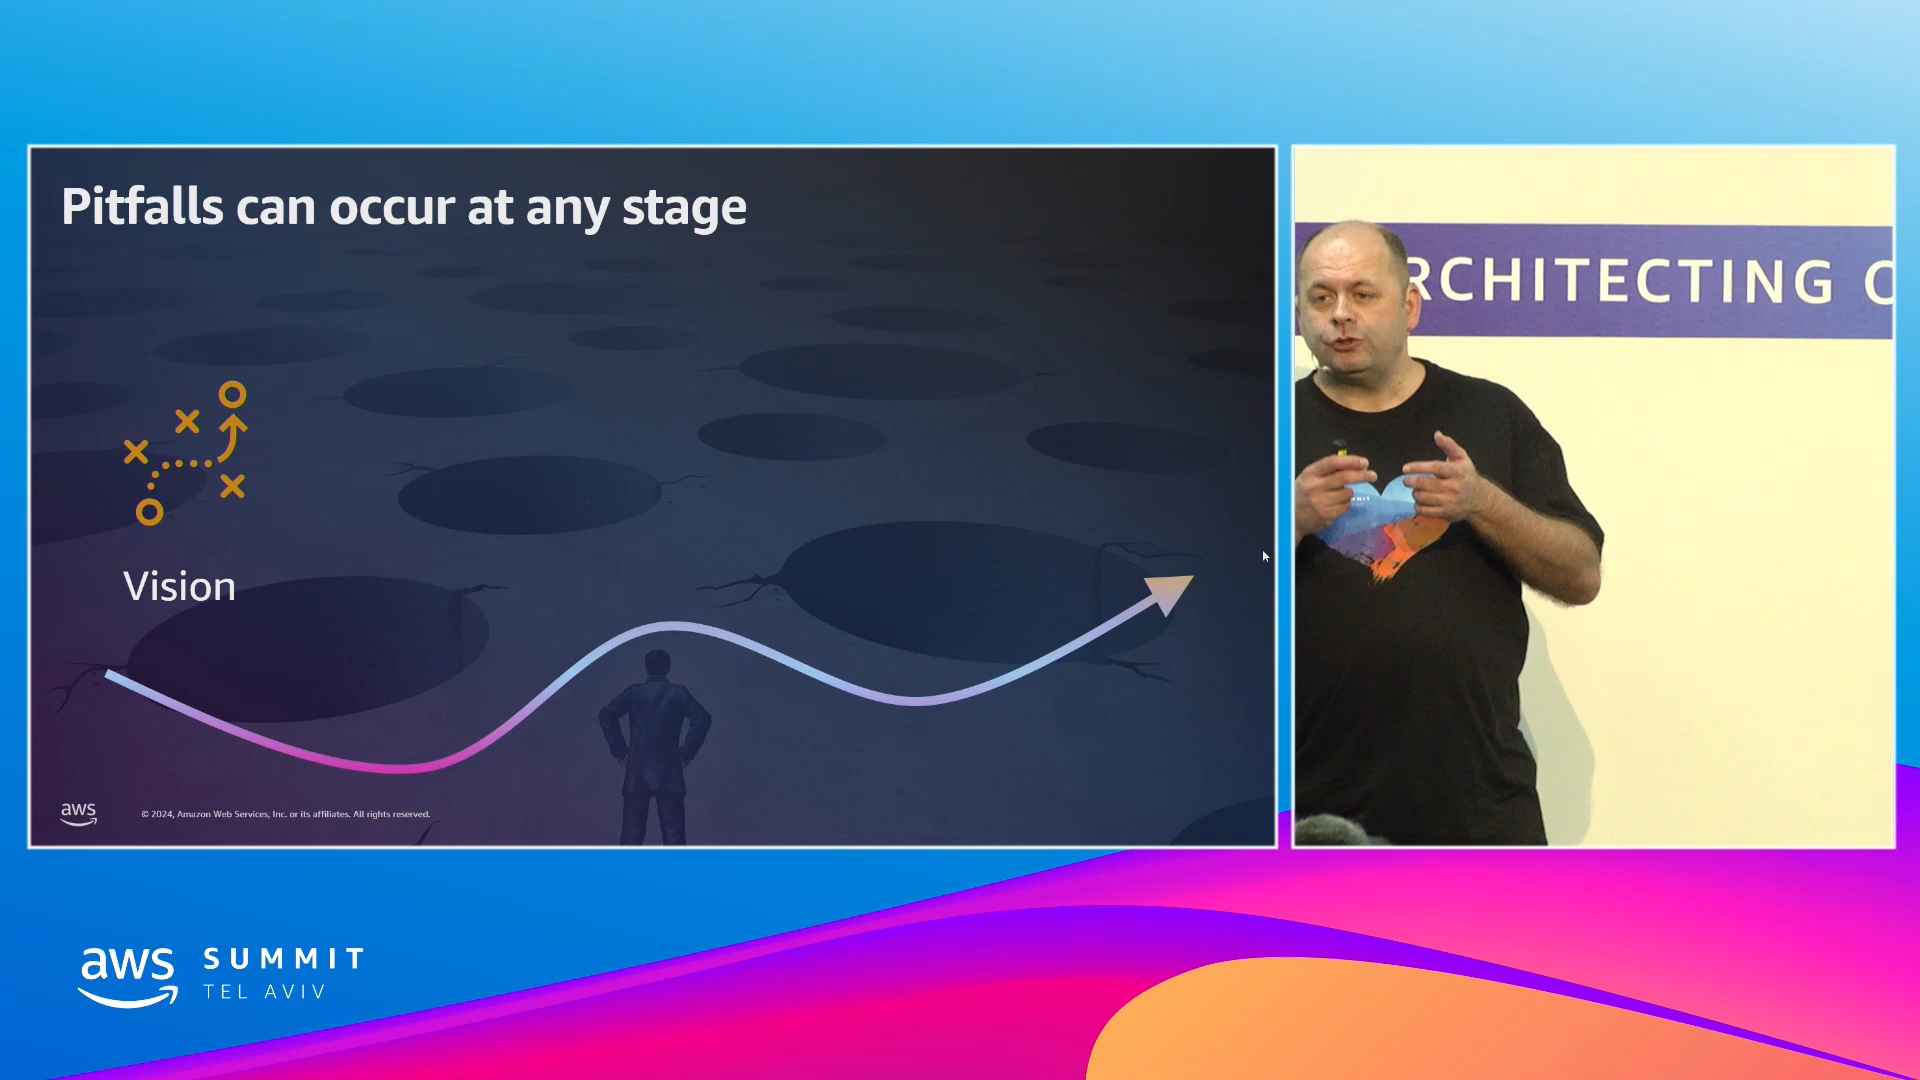 Pitfalls can occur at any stage
Vision
aws
© 2024, Amazon Web Services, Inc. or its affiliates. All rights reserved.
RCHITECTING
aws SUMMIT
TEL AVIV